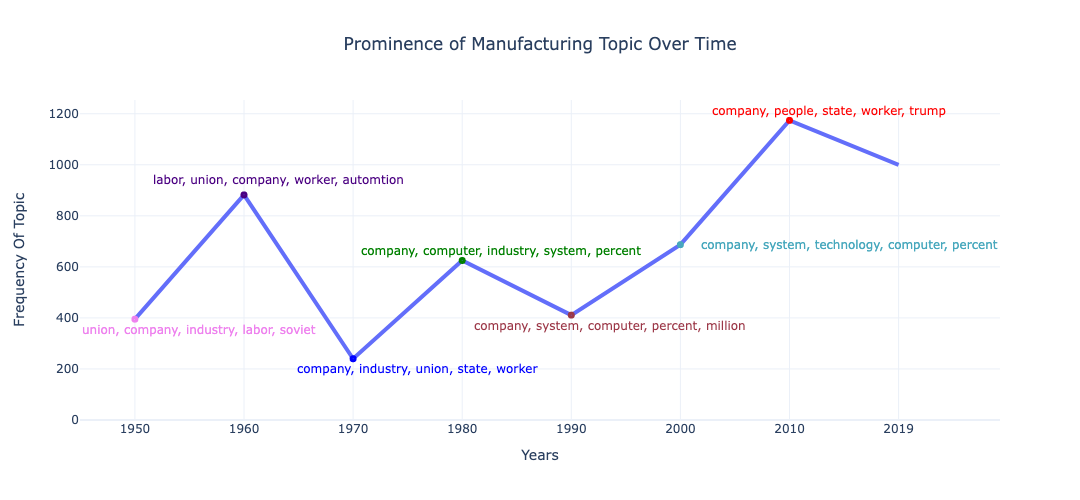 Prominence of Manufacturing Topic Over Time
Frequency Of Topic
1200
1000
800
600
400
200
0
company, people, state, worker, trump
labor, union, company, worker, automtion
company, computer, industry, system, percent
company, system, technology, computer, percent
union, company, industry, labor, soviet
company, system, computer, percent, million
company, industry, union, state, worker
1950 1960 1970 1980 1990 2000 2010 2019
Years